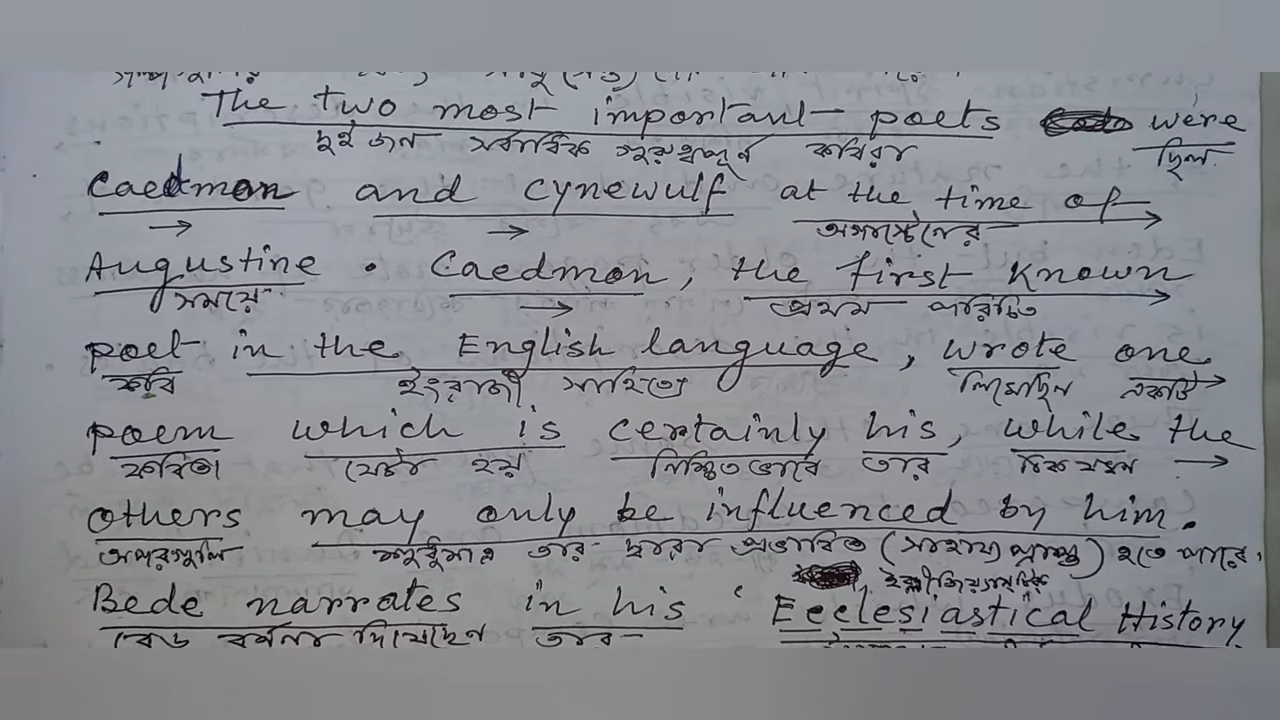 The two most important poets were
দুই জন সর্বাধিক গুরুত্বপূর্ণ কবিরা ছিল
Caedmon and Cynewulf at the time of
অগাস্টেনের
Augustine. Caedmon, the first known
সময়ে প্রথম পরিচিত
poet in the English language, wrote one
কবি ইংরাজী সাহিত্যে লিখেছিল একটি
poem which is certainly his, while the
কবিতা যেটা হয় নিশ্চিতভাবে তার ঠিক যখন
others may only be influenced by him.
অপরগুলি শুধুমাত্র তার দ্বারা প্রভাবিত (সাহায্য প্রাপ্ত) হতে পারে।
Bede narrates in his ' Ecclesiastical History
বেড বর্ণনা দিয়েছেন তার